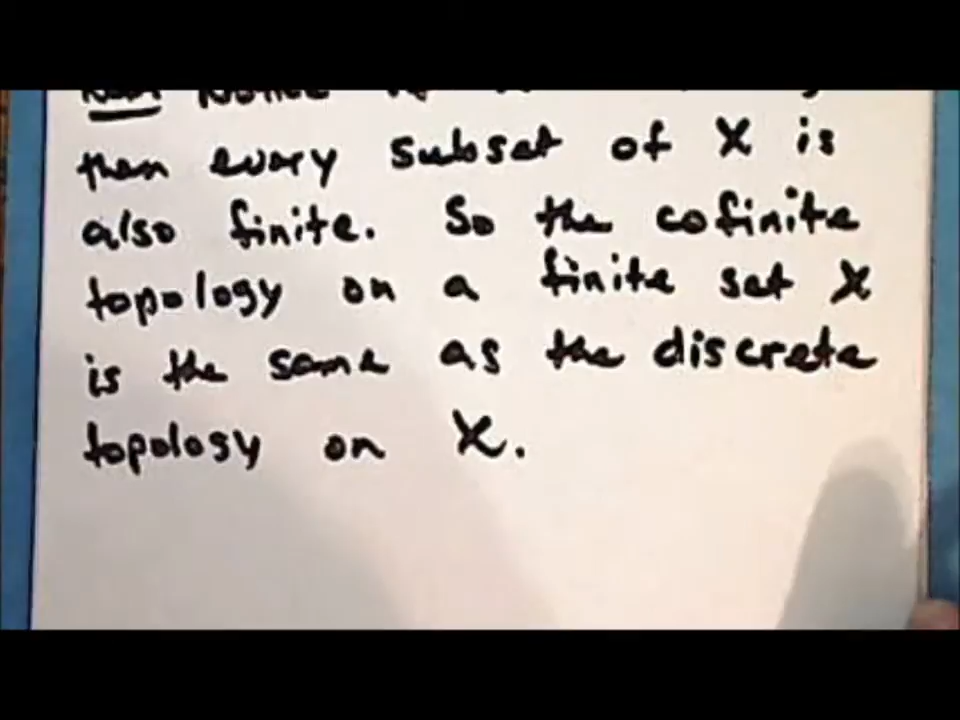 then every subset of X is
also finite. So the cofinite
topology on a finite set X
is the same as the discrete
topology on X.